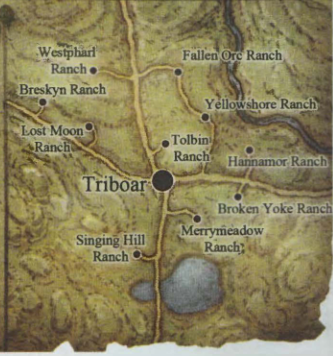 Westpharl
Ranch
Fallen Orc Ranch
Breskyn Ranch
Yellowshore Ranch
Lost Moon
Ranch
Tolbin
Ranch
Hannamor Ranch
Triboar
Broken Yoke Ranch
Merrymeadow
Ranch
Singing Hill
Ranch